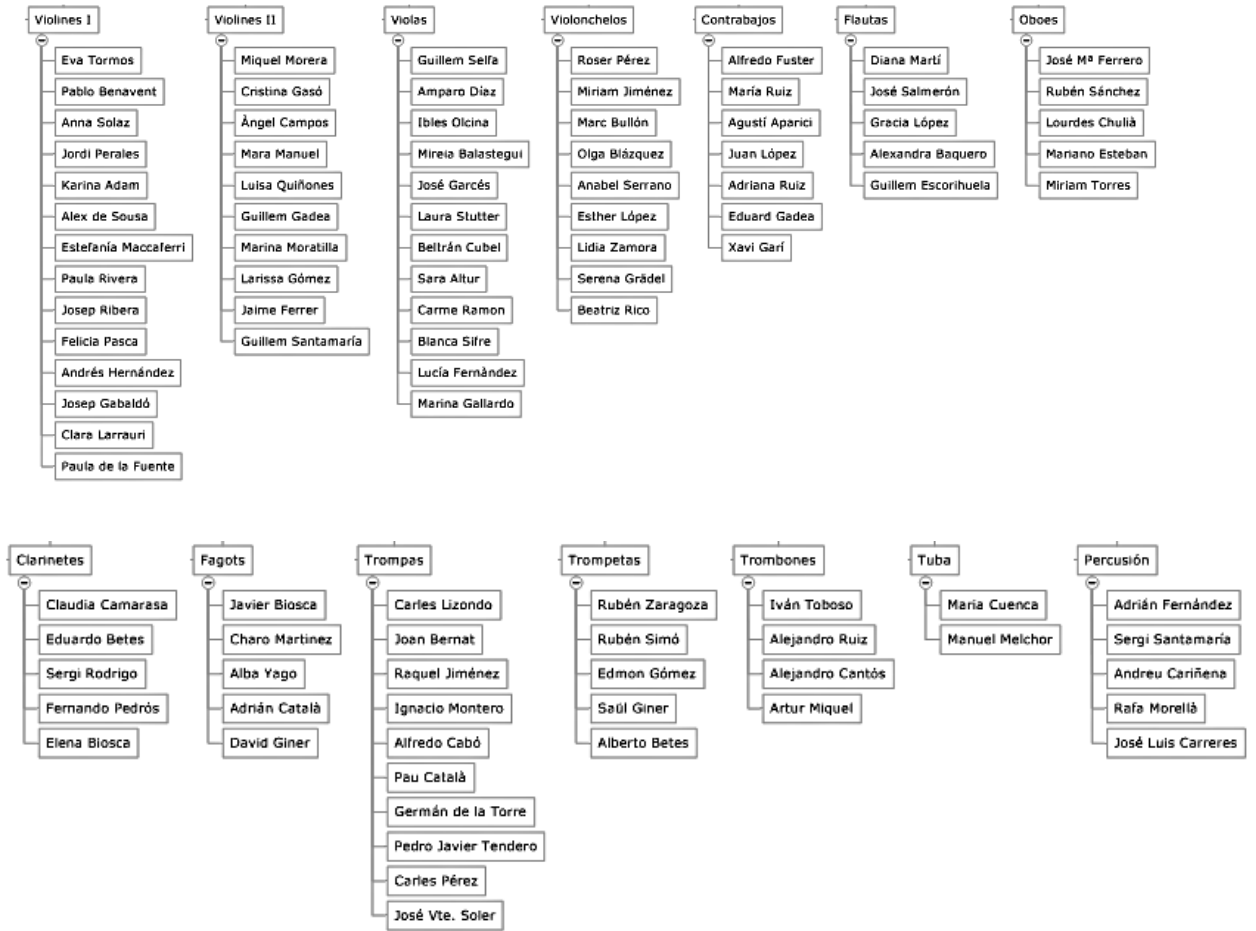 Violines I
Eva Tormos
Pablo Benavent
Anna Solaz
Jordi Perales
Karina Adam
Alex de Sousa
Estefanía Maccaferri
Paula Rivera
Josep Ribera
Felicia Pasca
Andrés Hernández
Josep Gabaldó
Clara Larrauri
Paula de la Fuente
Violines II
Miquel Morera
Cristina Gasó
Àngel Campos
Mara Manuel
Luisa Quiñones
Guillem Gadea
Marina Moratilla
Larissa Gómez
Jaime Ferrer
Guillem Santamaría
Violas
Guillem Selfa
Amparo Díaz
Ibles Olcina
Mireia Balastegui
José Garcés
Laura Stutter
Beltrán Cubel
Sara Altur
Carme Ramon
Blanca Sifre
Lucía Fernàndez
Marina Gallardo
Violonchelos
Roser Pérez
Miriam Jiménez
Marc Bullón
Olga Blázquez
Anabel Serrano
Esther López
Lidia Zamora
Serena Grädel
Beatriz Rico
Contrabajos
Alfredo Fuster
María Ruiz
Agustí Aparici
Juan López
Adriana Ruiz
Eduard Gadea
Xavi Garí
Flautas
Diana Martí
José Salmerón
Gracia López
Alexandra Baquero
Guillem Escorihuela
Oboes
José Mª Ferrero
Rubén Sánchez
Lourdes Chulià
Mariano Esteban
Miriam Torres
Clarinetes
Claudia Camarasa
Eduardo Betes
Sergi Rodrigo
Fernando Pedrós
Elena Biosca
Fagots
Javier Biosca
Charo Martinez
Alba Yago
Adrián Català
David Giner
Trompas
Carles Lizondo
Joan Bernat
Raquel Jiménez
Ignacio Montero
Alfredo Cabó
Pau Català
Germán de la Torre
Pedro Javier Tendero
Carles Pérez
José Vte. Soler
Trompetas
Rubén Zaragoza
Rubén Simó
Edmon Gómez
Saül Giner
Alberto Betes
Trombones
Iván Toboso
Alejandro Ruiz
Alejandro Cantós
Artur Miquel
Tuba
Maria Cuenca
Manuel Melchor
Percusión
Adrián Fernández
Sergi Santamaría
Andreu Cariñena
Rafa Morellà
José Luis Carreres